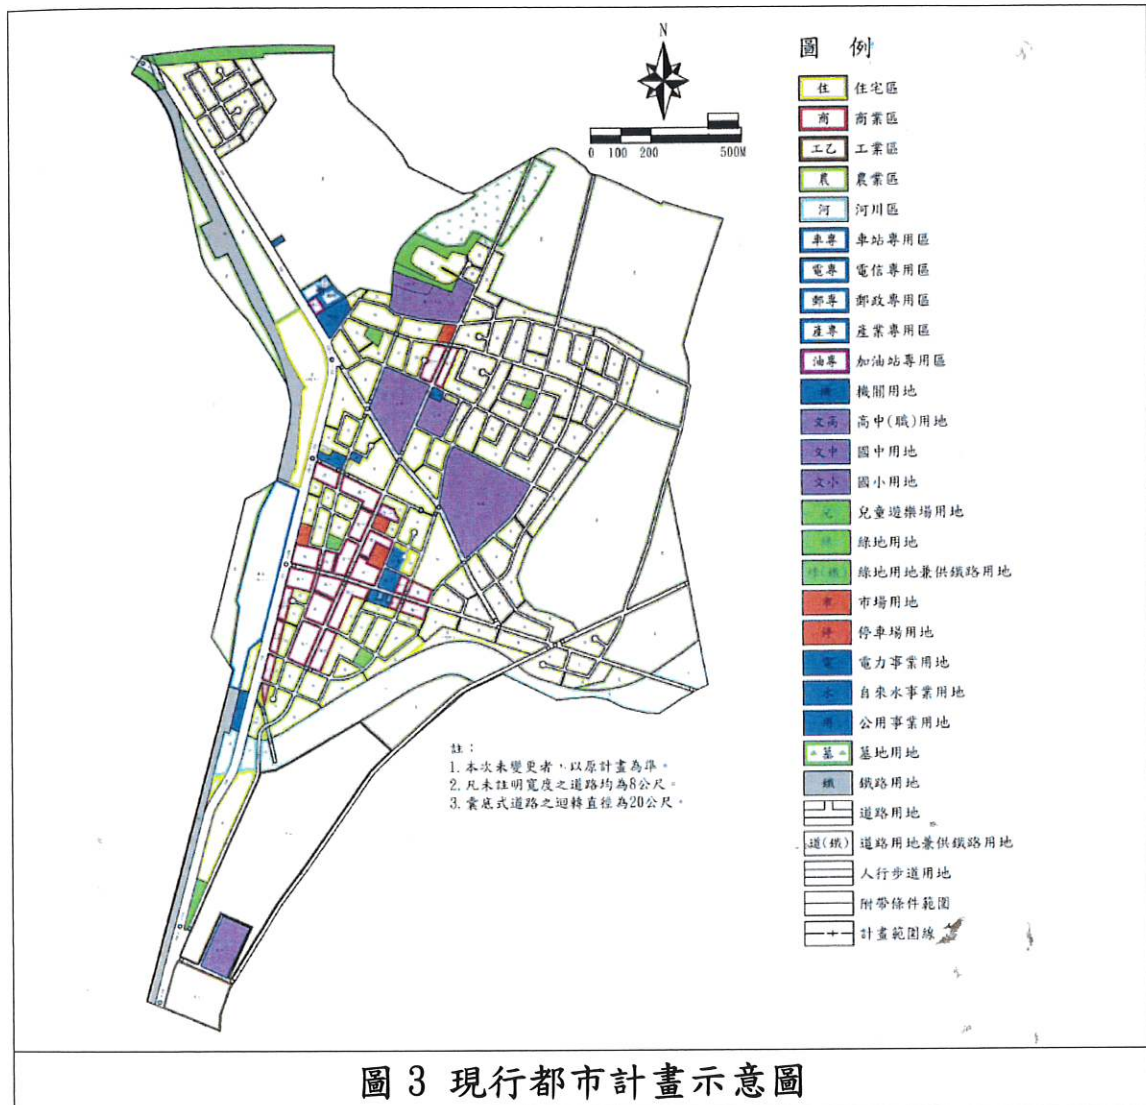 N
0 100 200 500M
圖 例
住 住宅區
商 商業區
工乙 工業區
農 農業區
河 河川區
車專 車站專用區
電專 電信專用區
郵專 郵政專用區
產專 產業專用區
油專 加油站專用區
機關用地
文高 高中(職)用地
文中 國中用地
文小 國小用地
兒 兒童遊樂場用地
綠 綠地用地
綠(鐵) 綠地用地兼供鐵路用地
市場用地
停 停車場用地
電 電力事業用地
水 自來水事業用地
公用事業用地
墓 墓地用地
鐵 鐵路用地
道路用地
道(鐵) 道路用地兼供鐵路用地
人行步道用地
附帶條件範圍
計畫範圍線
註：
1. 本次未變更者，以原計畫為準。
2. 凡未註明寬度之道路均為8公尺。
3. 囊底式道路之迴轉直徑為20公尺。
圖 3 現行都市計畫示意圖